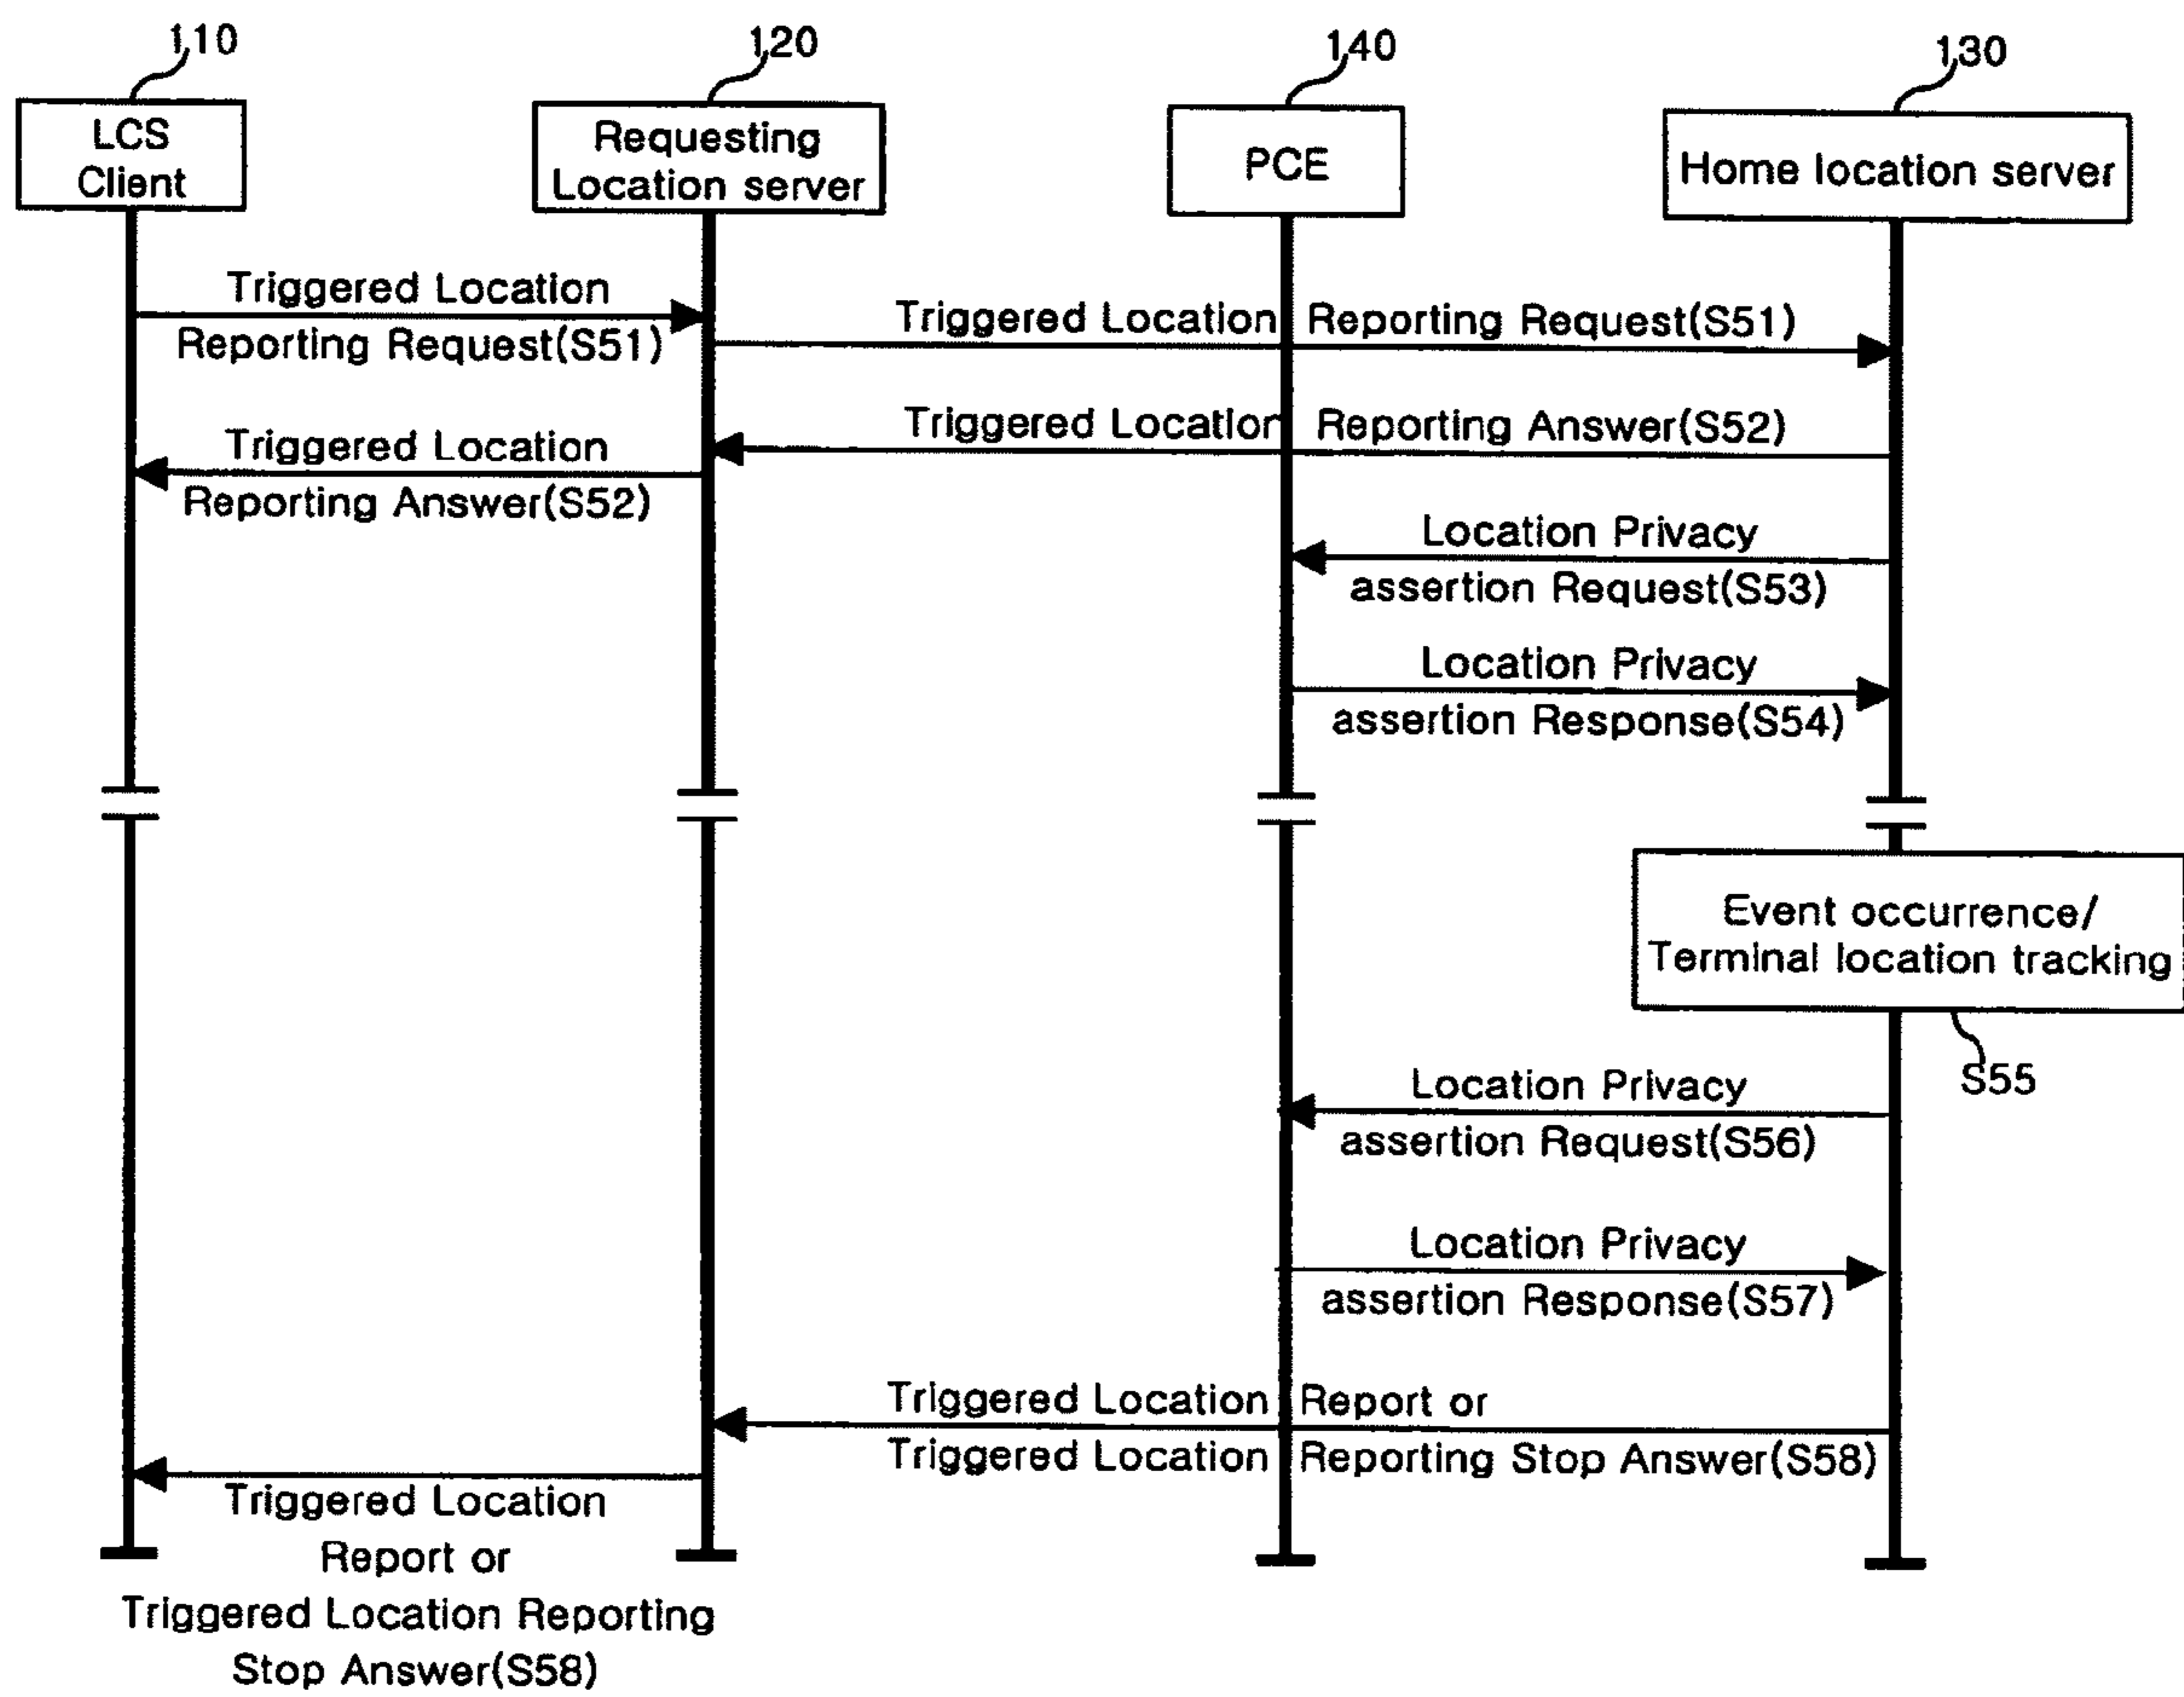 110
120
140
130
LCS
Client
Requesting
Location server
PCE
Home location server
Triggered Location
Reporting Request(S51)
Triggered Location Reporting Request(S51)
Triggered Location Reporting Answer(S52)
Triggered Location
Reporting Answer(S52)
Location Privacy
assertion Request(S53)
Location Privacy
assertion Response(S54)
Event occurrence/
Terminal location tracking
S55
Location Privacy
assertion Request(S56)
Location Privacy
assertion Response(S57)
Triggered Location Report or
Triggered Location Reporting Stop Answer(S58)
Triggered Location
Report or
Triggered Location Reporting
Stop Answer(S58)